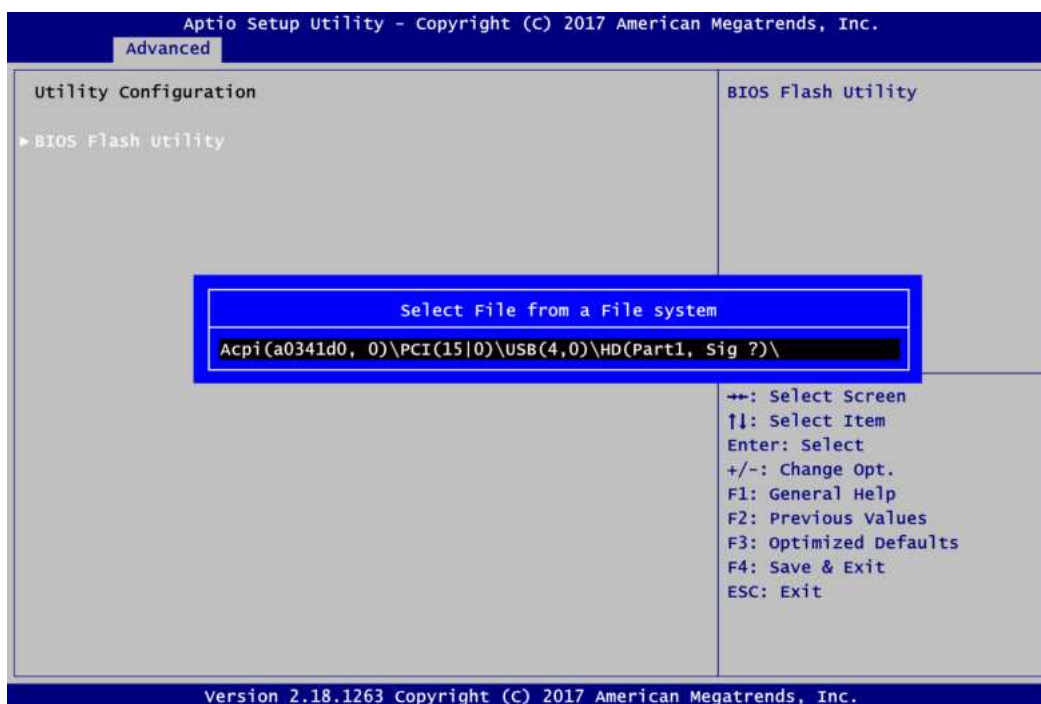 Aptio Setup Utility - Copyright (C) 2017 American Megatrends, Inc.
Advanced
Utility Configuration
▶ BIOS Flash Utility
BIOS Flash Utility
Select File from a File system
Acpi(a0341d0, 0)\PCI(15|0)\USB(4,0)\HD(Part1, Sig ?)\
→←: Select Screen
↑↓: Select Item
Enter: Select
+/-: Change Opt.
F1: General Help
F2: Previous Values
F3: Optimized Defaults
F4: Save & Exit
ESC: Exit
Version 2.18.1263 Copyright (C) 2017 American Megatrends, Inc.